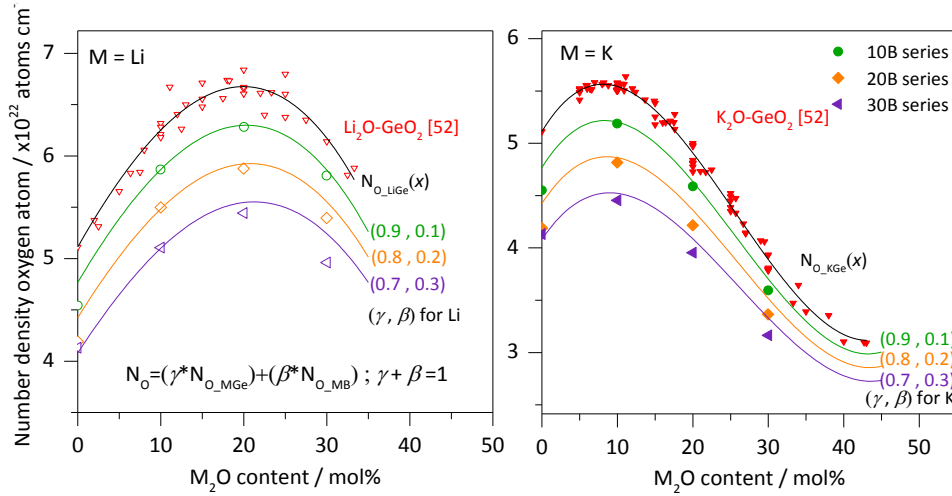 Number density oxygen atom / x10²² atoms cm⁻
M = Li
Li₂O-GeO₂ [52]
N_O_LiGe(x)
(0.9 , 0.1)
(0.8 , 0.2)
(0.7 , 0.3)
(γ, β) for Li
N_O=(γ*N_O_MGe)+(β*N_O_MB) ; γ + β =1
7
6
5
4
0 10 20 30 40 50
M₂O content / mol%
M = K
10B series
20B series
30B series
K₂O-GeO₂ [52]
N_O_KGe(x)
(0.9 , 0.1)
(0.8 , 0.2)
(0.7 , 0.3)
(γ, β) for K
6
5
4
3
0 10 20 30 40 50
M₂O content / mol%